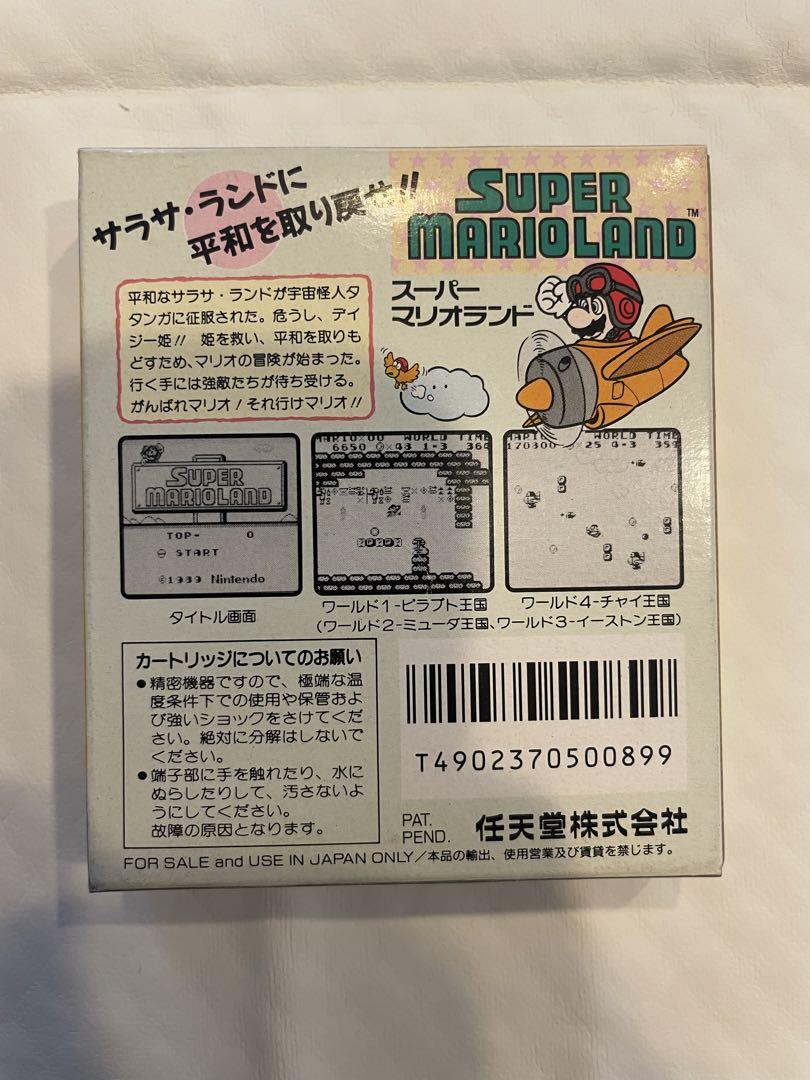 サラサ・ランドに
平和を取り戻せ!!
SUPER
MARIOLAND™
スーパー
マリオランド
平和なサラサ・ランドが宇宙怪人タ
タンガに征服された。危うし、デイ
ジー姫!! 姫を救い、平和を取りも
どすため、マリオの冒険が始まった。
行く手には強敵たちが待ち受ける。
がんばれマリオ!それ行けマリオ!!
SUPER
MARIOLAND
TOP- 0
START
©1989 Nintendo
タイトル画面
MARIO×00 WORLD TIME
6650 ×43 1-3 364
ワールド1-ピラプト王国
(ワールド2-ミューダ王国、ワールド3-イーストン王国)
WORLD TIME
170300 ×25 4-3
ワールド4-チャイ王国
カートリッジについてのお願い
●精密機器ですので、極端な温
度条件下での使用や保管およ
び強いショックをさけてくだ
さい。絶対に分解はしないで
ください。
●端子部に手を触れたり、水に
ぬらしたりして、汚さないよ
うにしてください。
故障の原因となります。
T4902370500899
PAT.
PEND.
任天堂株式会社
FOR SALE and USE IN JAPAN ONLY/本品の輸出、使用営業及び賃貸を禁じます。